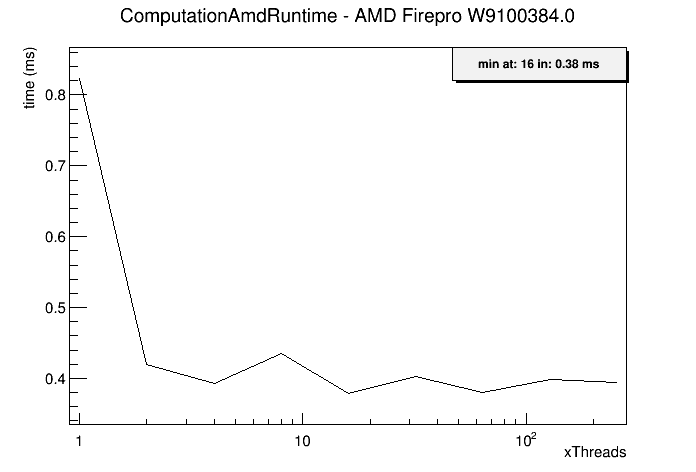 ComputationAmdRuntime - AMD Firepro W9100384.0
time (ms)
min at: 16 in: 0.38 ms
0.8
0.7
0.6
0.5
0.4
1
10
10²
xThreads